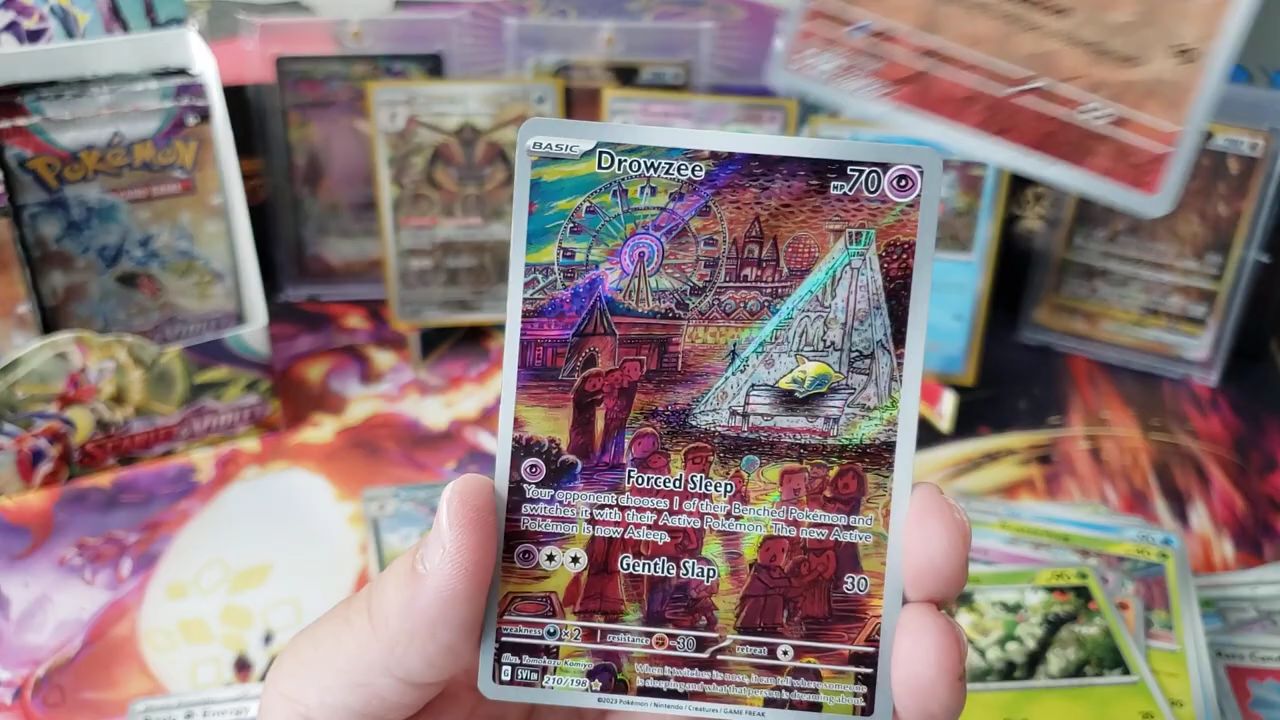 POKÉMON
BASIC
Drowzee
HP 70
Forced Sleep
Your opponent chooses 1 of their Benched Pokémon and
switches it with their Active Pokémon. The new Active
Pokémon is now Asleep.
Gentle Slap
30
weakness ×2 resistance -30 retreat
Illus. Tomokazu Komiya
When it twitches its nose, it can tell where someone
is sleeping and what that person is dreaming about.
G SVI EN 210/198
©2023 Pokémon / Nintendo / Creatures / GAME FREAK
Basic Energy